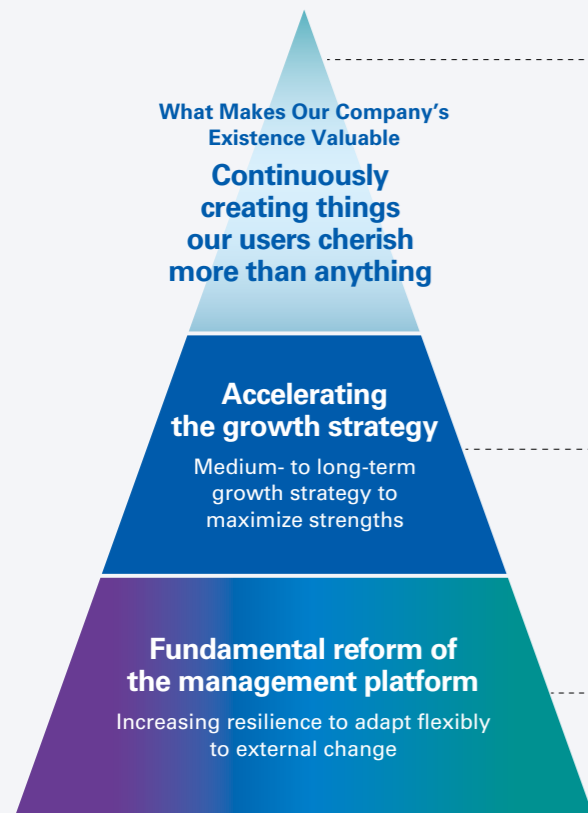 What Makes Our Company’s
Existence Valuable
Continuously
creating things
our users cherish
more than anything
Accelerating
the growth strategy
Medium- to long-term
growth strategy to
maximize strengths
Fundamental reform of
the management platform
Increasing resilience to adapt flexibly
to external change